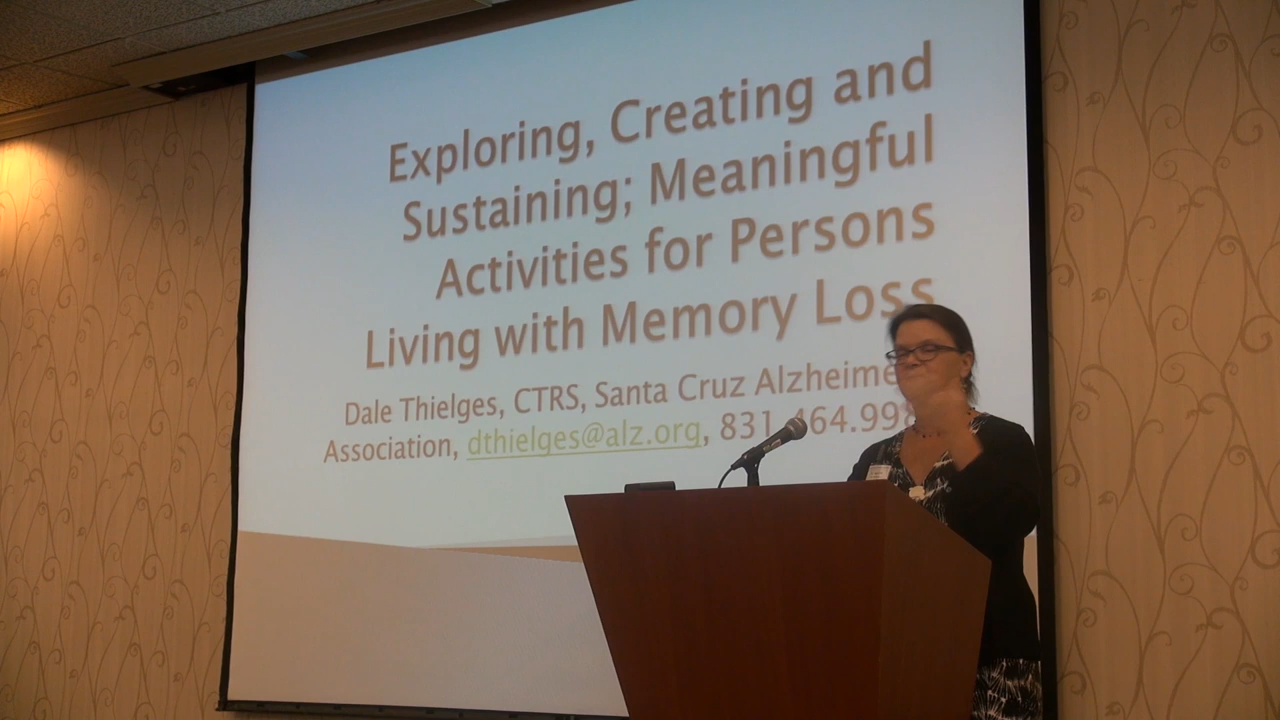 Exploring, Creating and
Sustaining; Meaningful
Activities for Persons
Living with Memory Loss
Dale Thielges, CTRS, Santa Cruz Alzheime
Association, dthielges@alz.org, 831.464.99